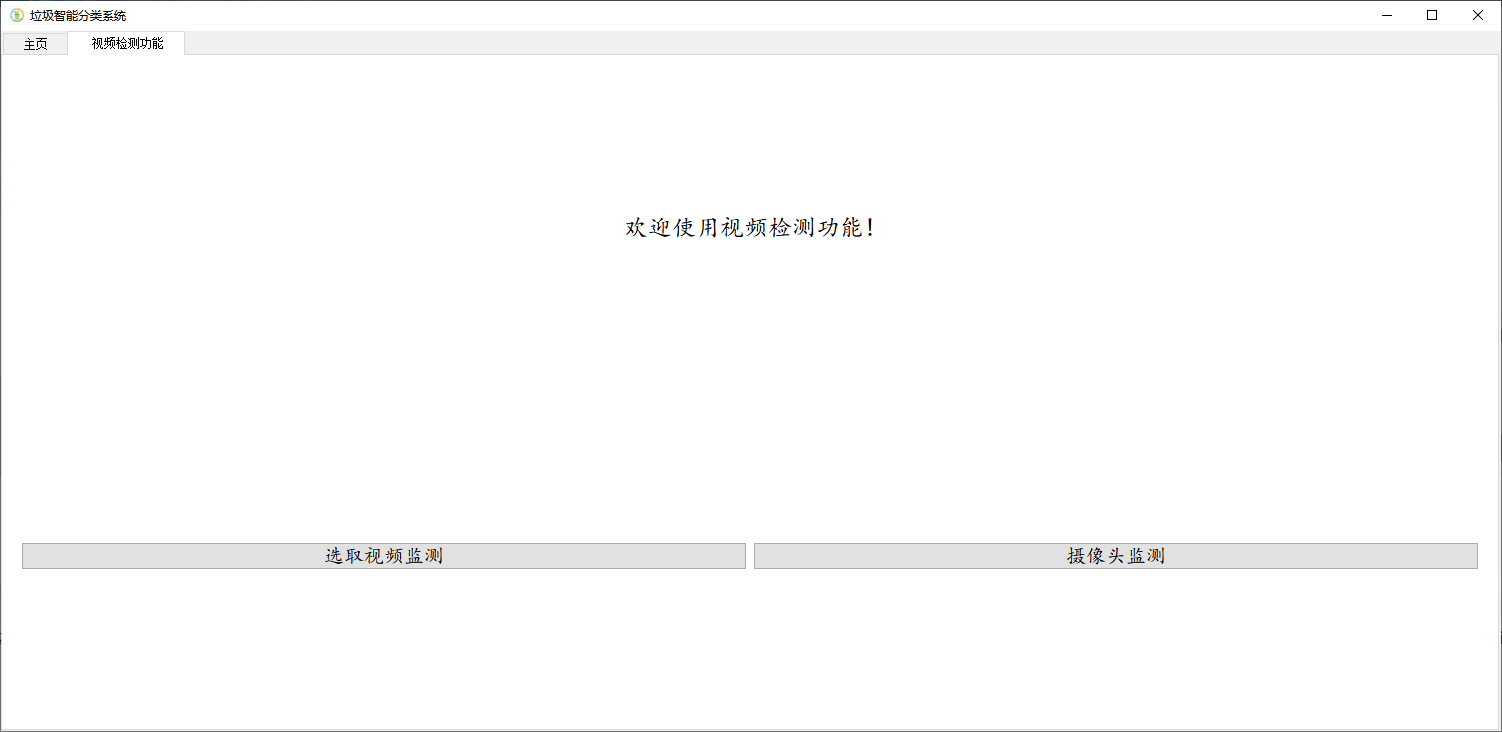 垃圾智能分类系统
主页
视频检测功能
欢迎使用视频检测功能!
选取视频监测
摄像头监测